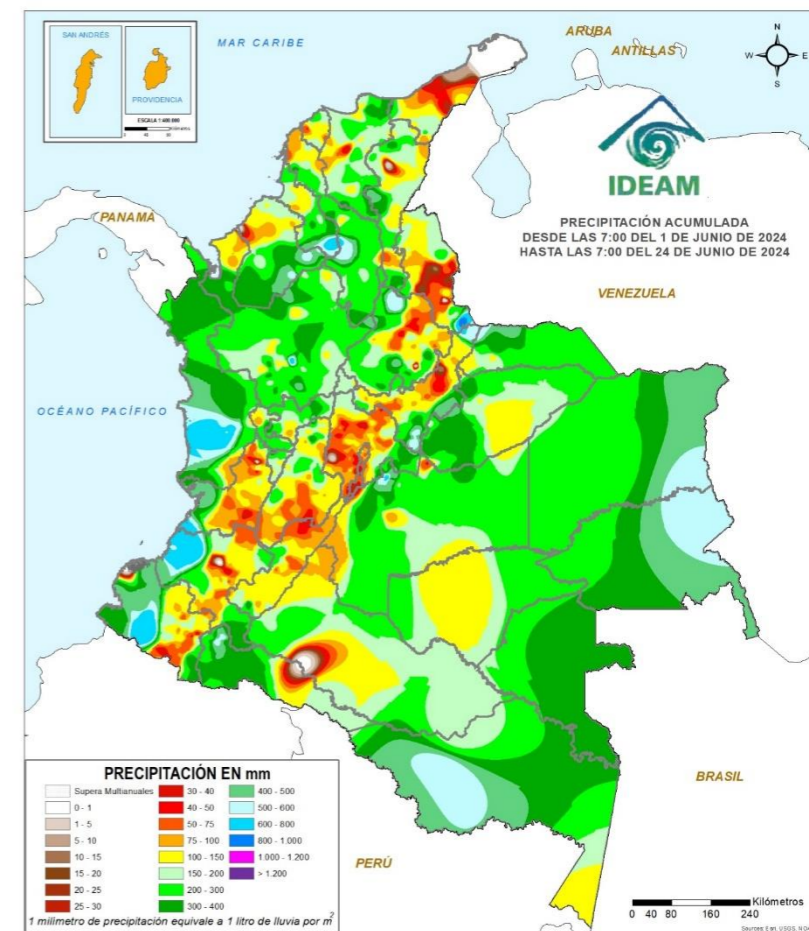 SAN ANDRÉS
PROVIDENCIA
ESCALA 1:400.000
Kilómetros
MAR CARIBE
ARUBA
ANTILLAS
N
W
E
S
IDEAM
PRECIPITACIÓN ACUMULADA
DESDE LAS 7:00 DEL 1 DE JUNIO DE 2024
HASTA LAS 7:00 DEL 24 DE JUNIO DE 2024
PANAMÁ
VENEZUELA
OCÉANO PACÍFICO
BRASIL
PERÚ
PRECIPITACIÓN EN mm
Supera Multianuales
0 - 1
1 - 5
5 - 10
10 - 15
15 - 20
20 - 25
25 - 30
30 - 40
40 - 50
50 - 75
75 - 100
100 - 150
150 - 200
200 - 300
300 - 400
400 - 500
500 - 600
600 - 800
800 - 1.000
1.000 - 1.200
> 1.200
1 milimetro de precipitación equivale a 1 litro de lluvia por m²
Kilómetros
0 40 80 160 240
Sources: Esri, USGS,